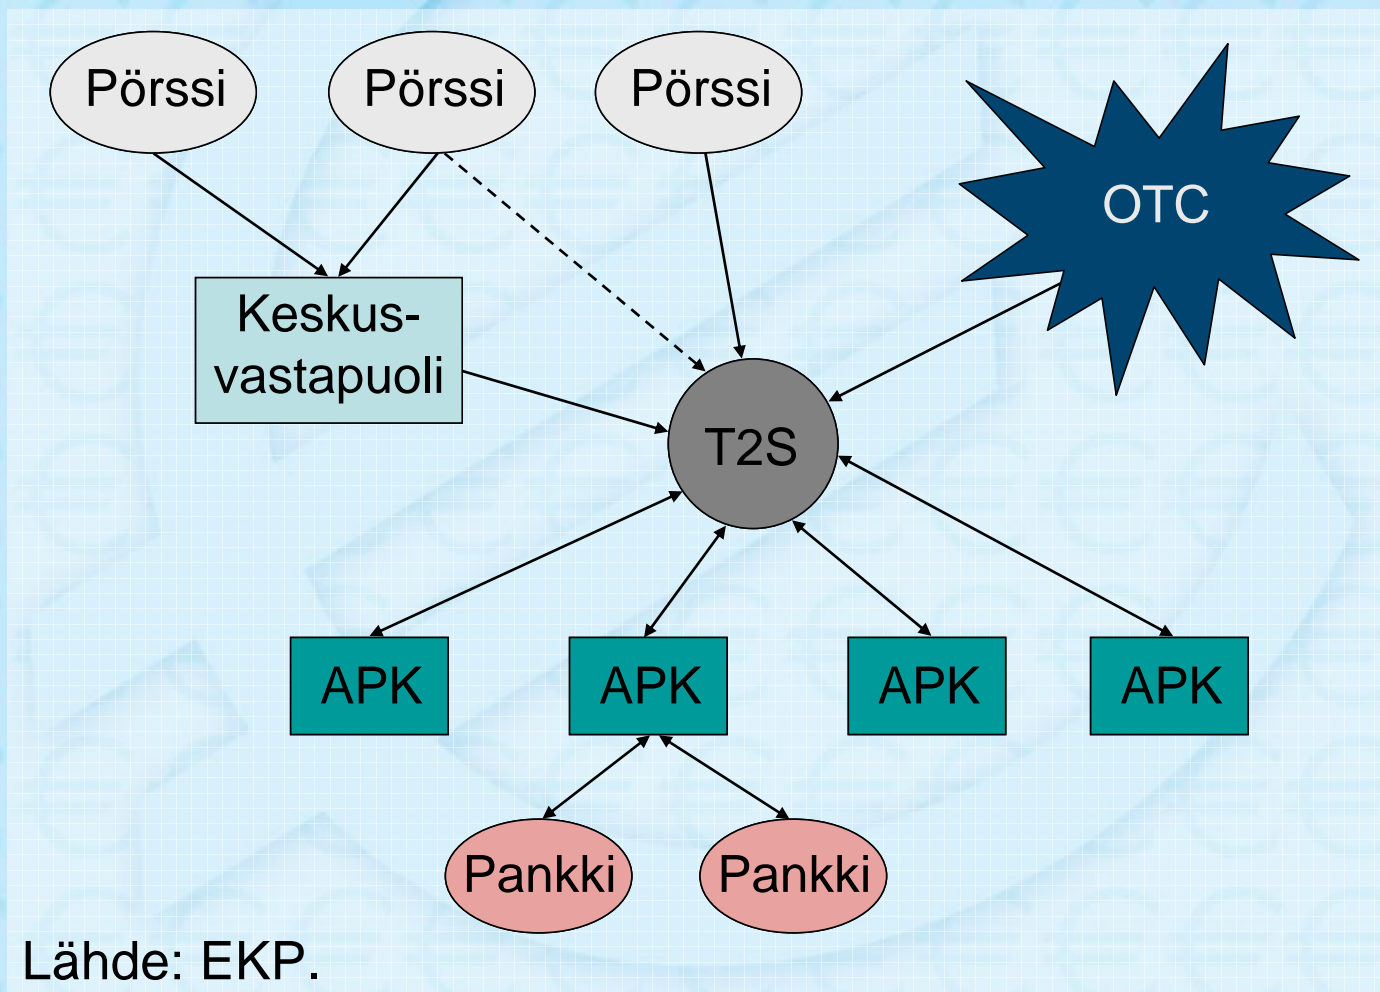 Pörssi
Pörssi
Pörssi
OTC
Keskus-
vastapuoli
T2S
APK
APK
APK
APK
Pankki
Pankki
Lähde: EKP.